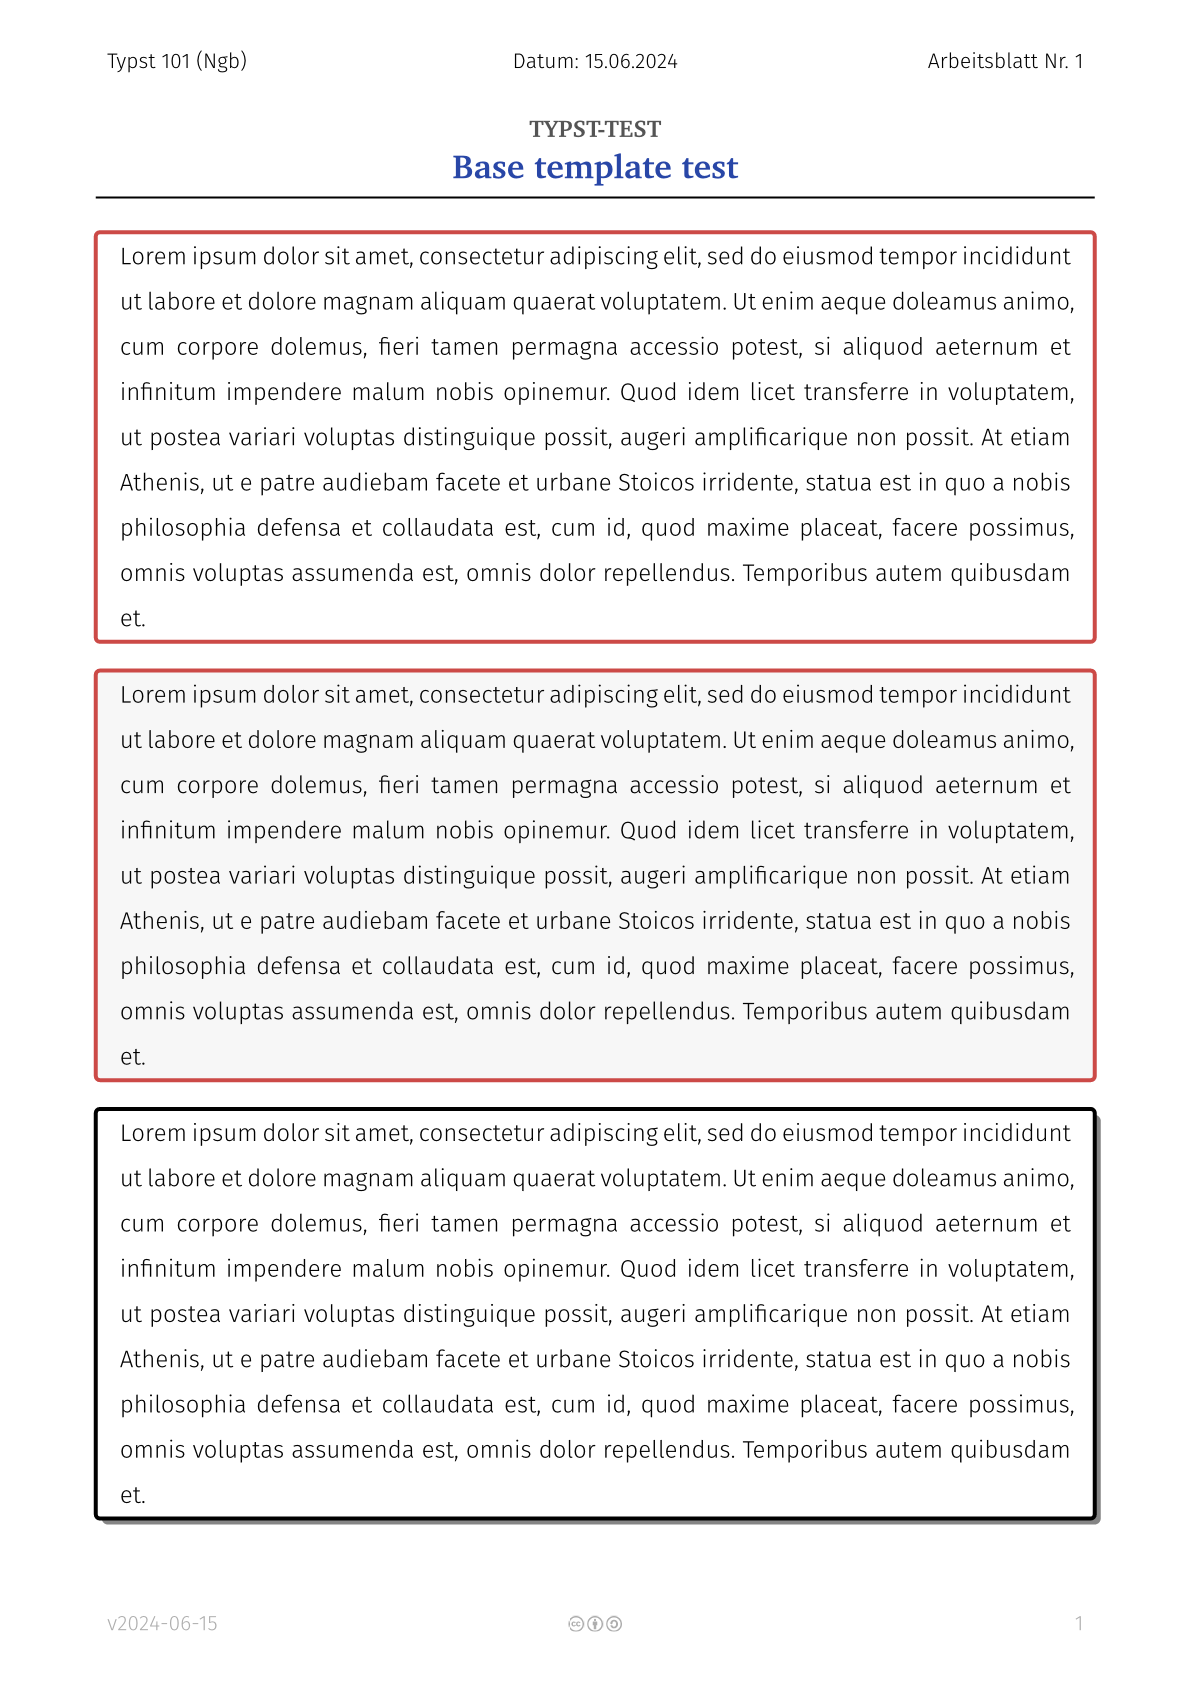 Typst 101 (Ngb) Datum: 15.06.2024 Arbeitsblatt Nr. 1
TYPST-TEST
Base template test
Lorem ipsum dolor sit amet, consectetur adipiscing elit, sed do eiusmod tempor incididunt
ut labore et dolore magnam aliquam quaerat voluptatem. Ut enim aeque doleamus animo,
cum corpore dolemus, fieri tamen permagna accessio potest, si aliquod aeternum et
infinitum impendere malum nobis opinemur. Quod idem licet transferre in voluptatem,
ut postea variari voluptas distinguique possit, augeri amplificarique non possit. At etiam
Athenis, ut e patre audiebam facete et urbane Stoicos irridente, statua est in quo a nobis
philosophia defensa et collaudata est, cum id, quod maxime placeat, facere possimus,
omnis voluptas assumenda est, omnis dolor repellendus. Temporibus autem quibusdam
et.
Lorem ipsum dolor sit amet, consectetur adipiscing elit, sed do eiusmod tempor incididunt
ut labore et dolore magnam aliquam quaerat voluptatem. Ut enim aeque doleamus animo,
cum corpore dolemus, fieri tamen permagna accessio potest, si aliquod aeternum et
infinitum impendere malum nobis opinemur. Quod idem licet transferre in voluptatem,
ut postea variari voluptas distinguique possit, augeri amplificarique non possit. At etiam
Athenis, ut e patre audiebam facete et urbane Stoicos irridente, statua est in quo a nobis
philosophia defensa et collaudata est, cum id, quod maxime placeat, facere possimus,
omnis voluptas assumenda est, omnis dolor repellendus. Temporibus autem quibusdam
et.
Lorem ipsum dolor sit amet, consectetur adipiscing elit, sed do eiusmod tempor incididunt
ut labore et dolore magnam aliquam quaerat voluptatem. Ut enim aeque doleamus animo,
cum corpore dolemus, fieri tamen permagna accessio potest, si aliquod aeternum et
infinitum impendere malum nobis opinemur. Quod idem licet transferre in voluptatem,
ut postea variari voluptas distinguique possit, augeri amplificarique non possit. At etiam
Athenis, ut e patre audiebam facete et urbane Stoicos irridente, statua est in quo a nobis
philosophia defensa et collaudata est, cum id, quod maxime placeat, facere possimus,
omnis voluptas assumenda est, omnis dolor repellendus. Temporibus autem quibusdam
et.
v2024-06-15 cc 1